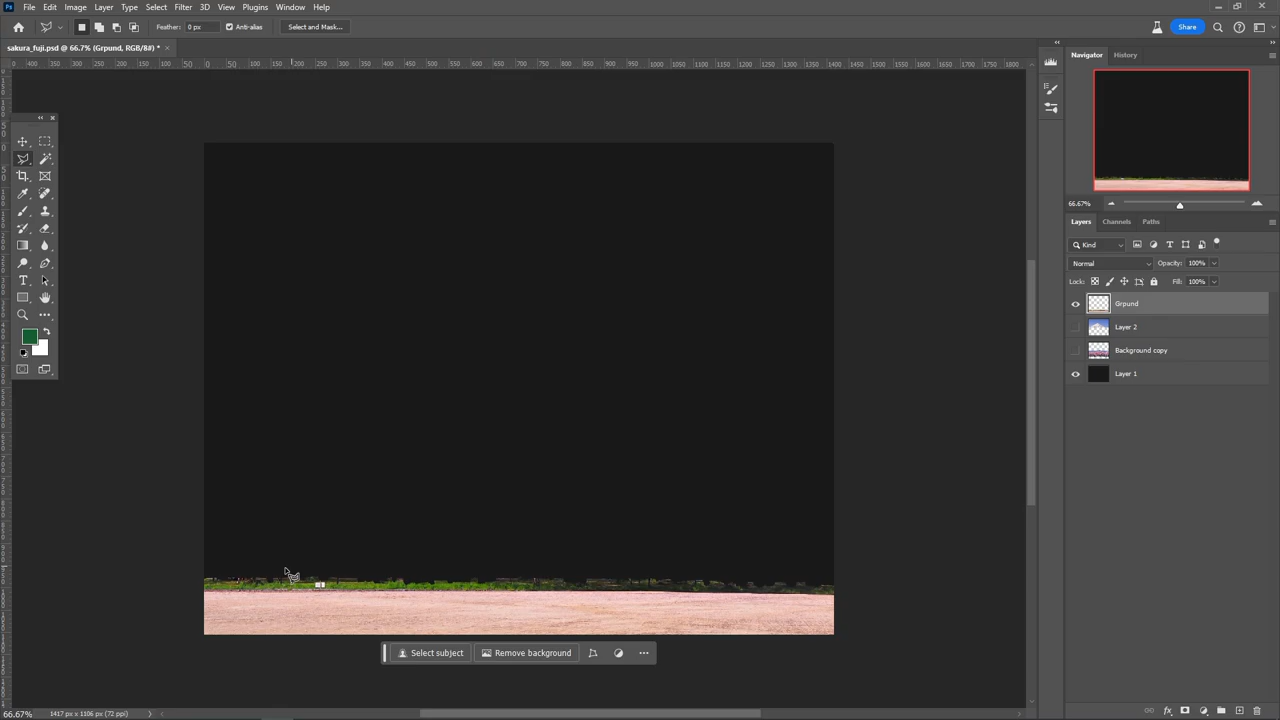 Ps File Edit Image Layer Type Select Filter 3D View Plugins Window Help
Feather: 0 px Anti-alias Select and Mask... Share
sakura_fuji.psd @ 66.7% (Grpund, RGB/8#) * ×
Navigator History
66.67%
Layers Channels Paths
Kind
Normal Opacity: 100%
Lock: Fill: 100%
Grpund
Layer 2
Background copy
Layer 1
Select subject Remove background
66.67% 1417 px x 1106 px (72 ppi)